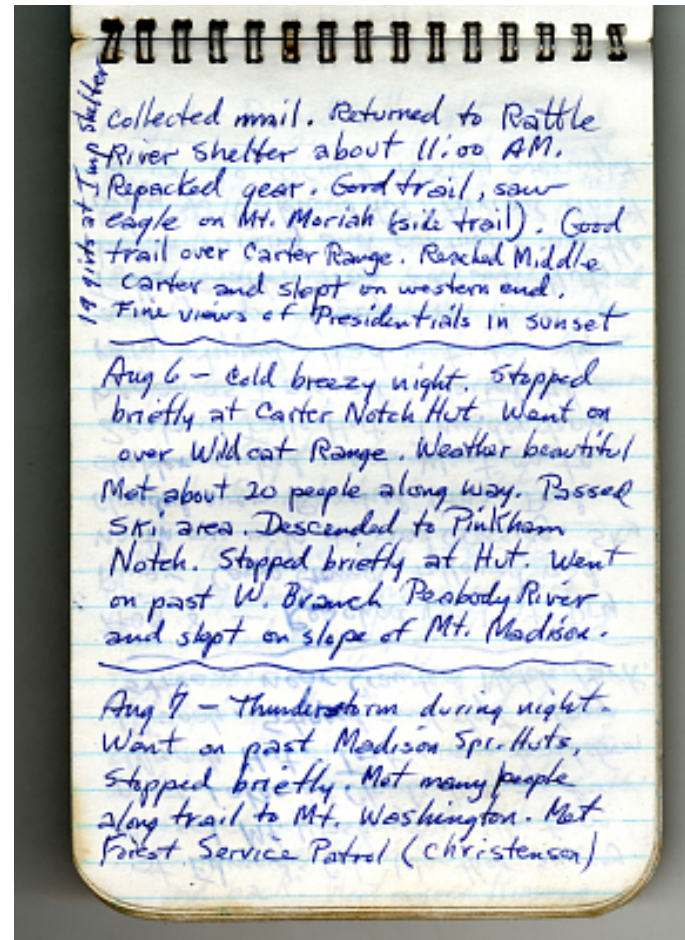 19 girls at Imp Shelter
Collected mail. Returned to Rattle
River Shelter about 11:00 AM.
Repacked gear. Good trail, saw
eagle on Mt. Moriah (side trail). Good
trail over Carter Range. Reached Middle
Carter and slept on western end.
Fine views of Presidentials in sunset
Aug 6 - Cold breezy night. Stopped
briefly at Carter Notch Hut. Went on
over Wildcat Range. Weather beautiful
Met about 20 people along way. Passed
Ski area. Descended to Pinkham
Notch. Stopped briefly at Hut. Went
on past W. Branch Peabody River
and slept on slope of Mt. Madison.
Aug 7 - Thunderstorm during night.
Went on past Madison Spr. Huts,
Stopped briefly. Met many people
along trail to Mt. Washington. Met
Forest Service Patrol (Christenson)